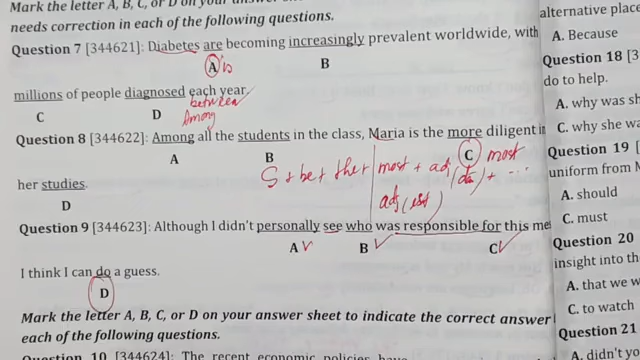 Mark the letter A, B, C, or D on your answer
needs correction in each of the following questions.
Question 7 [344621]: Diabetes are becoming increasingly prevalent worldwide, with
A is B
millions of people diagnosed each year.
C D between
Among
Question 8 [344622]: Among all the students in the class, Maria is the more diligent in
A B C most
S + be + the most + adj (dài) + ...
adj (est)
her studies.
D
Question 9 [344623]: Although I didn't personally see who was responsible for this me
A B C
I think I can do a guess.
D
Mark the letter A, B, C, or D on your answer sheet to indicate the correct answer
each of the following questions.
Question 10 [344624]: The recent economic policies have
alternative place
A. Because
Question 18 [3
do to help.
A. why was sh
C. why she wa
Question 19 [
uniform from M
A. should
C. must
Question 20
insight into th
A. that we w
C. to watch
Question 21
A. didn't yo